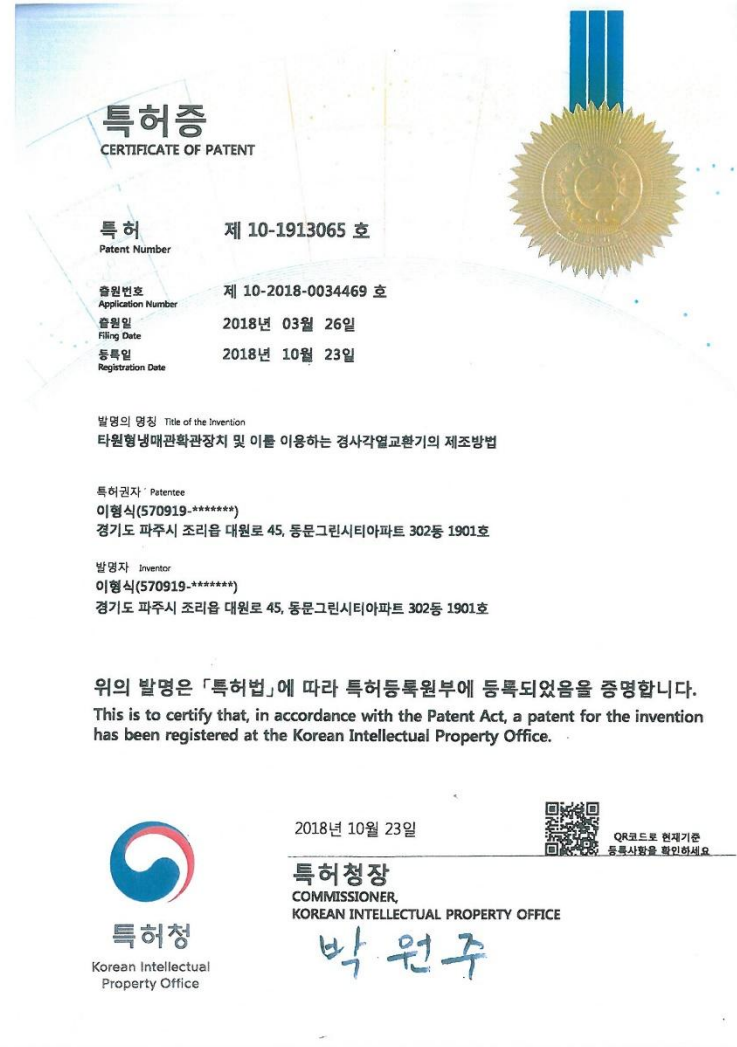 특허증
CERTIFICATE OF PATENT
특 허 제 10-1913065 호
Patent Number
출원번호 제 10-2018-0034469 호
Application Number
출원일 2018년 03월 26일
Filing Date
등록일 2018년 10월 23일
Registration Date
발명의 명칭 Title of the Invention
타원형냉매관확관장치 및 이를 이용하는 경사각열교환기의 제조방법
특허권자 Patentee
이형식(570919-*******)
경기도 파주시 조리읍 대원로 45, 동문그린시티아파트 302동 1901호
발명자 Inventor
이형식(570919-*******)
경기도 파주시 조리읍 대원로 45, 동문그린시티아파트 302동 1901호
위의 발명은 「특허법」에 따라 특허등록원부에 등록되었음을 증명합니다.
This is to certify that, in accordance with the Patent Act, a patent for the invention
has been registered at the Korean Intellectual Property Office.
2018년 10월 23일
QR코드로 현재기준
등록사항을 확인하세요
특허청장
COMMISSIONER,
KOREAN INTELLECTUAL PROPERTY OFFICE
박원주
특허청
Korean Intellectual
Property Office